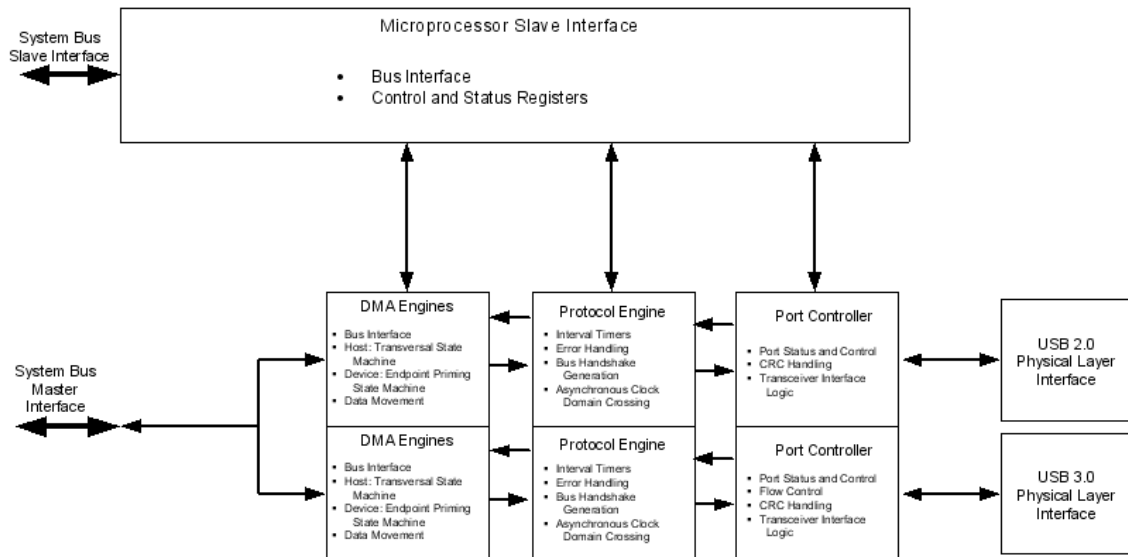 Microprocessor Slave Interface
System Bus
Slave Interface
• Bus Interface
• Control and Status Registers
DMA Engines
▪ Bus Interface
▪ Host: Transversal State
Machine
▪ Device: Endpoint Priming
State Machine
▪ Data Movement
Protocol Engine
▪ Interval Timers
▪ Error Handling
▪ Bus Handshake
Generation
▪ Asynchronous Clock
Domain Crossing
Port Controller
▪ Port Status and Control
▪ CRC Handling
▪ Transceiver Interface
Logic
USB 2.0
Physical Layer
Interface
System Bus
Master
Interface
DMA Engines
▪ Bus Interface
▪ Host: Transversal State
Machine
▪ Device: Endpoint Priming
State Machine
▪ Data Movement
Protocol Engine
▪ Interval Timers
▪ Error Handling
▪ Bus Handshake
Generation
▪ Asynchronous Clock
Domain Crossing
Port Controller
▪ Port Status and Control
▪ Flow Control
▪ CRC Handling
▪ Transceiver Interface
Logic
USB 3.0
Physical Layer
Interface